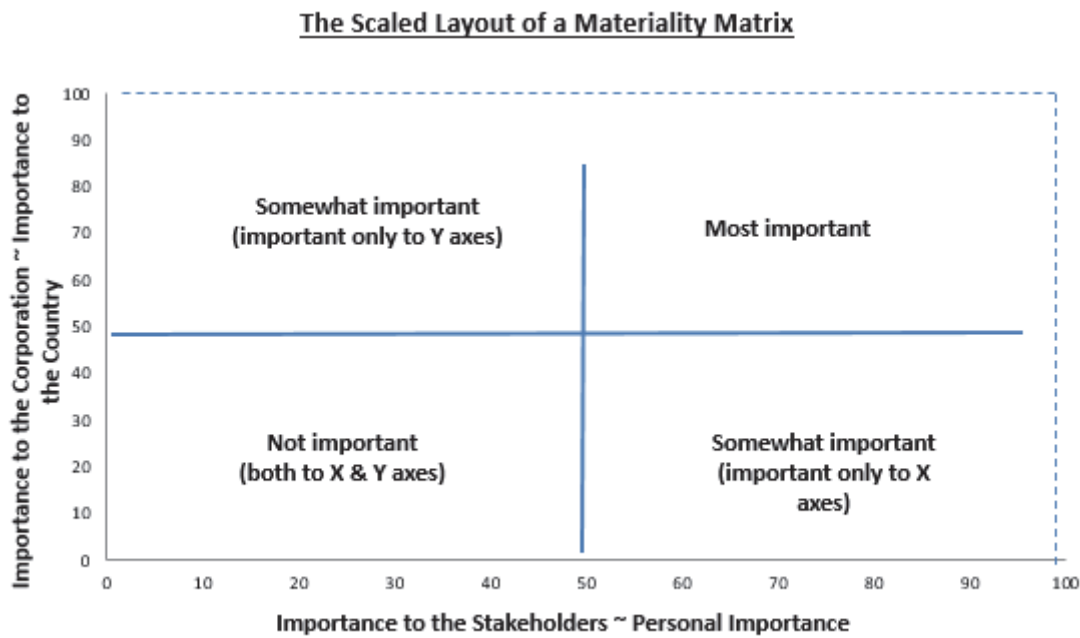 The Scaled Layout of a Materiality Matrix
Importance to the Corporation ~ Importance to
the Country
100
90
80
70
60
50
40
30
20
10
0
Somewhat important
(important only to Y axes)
Most important
Not important
(both to X & Y axes)
Somewhat important
(important only to X
axes)
0 10 20 30 40 50 60 70 80 90 100
Importance to the Stakeholders ~ Personal Importance